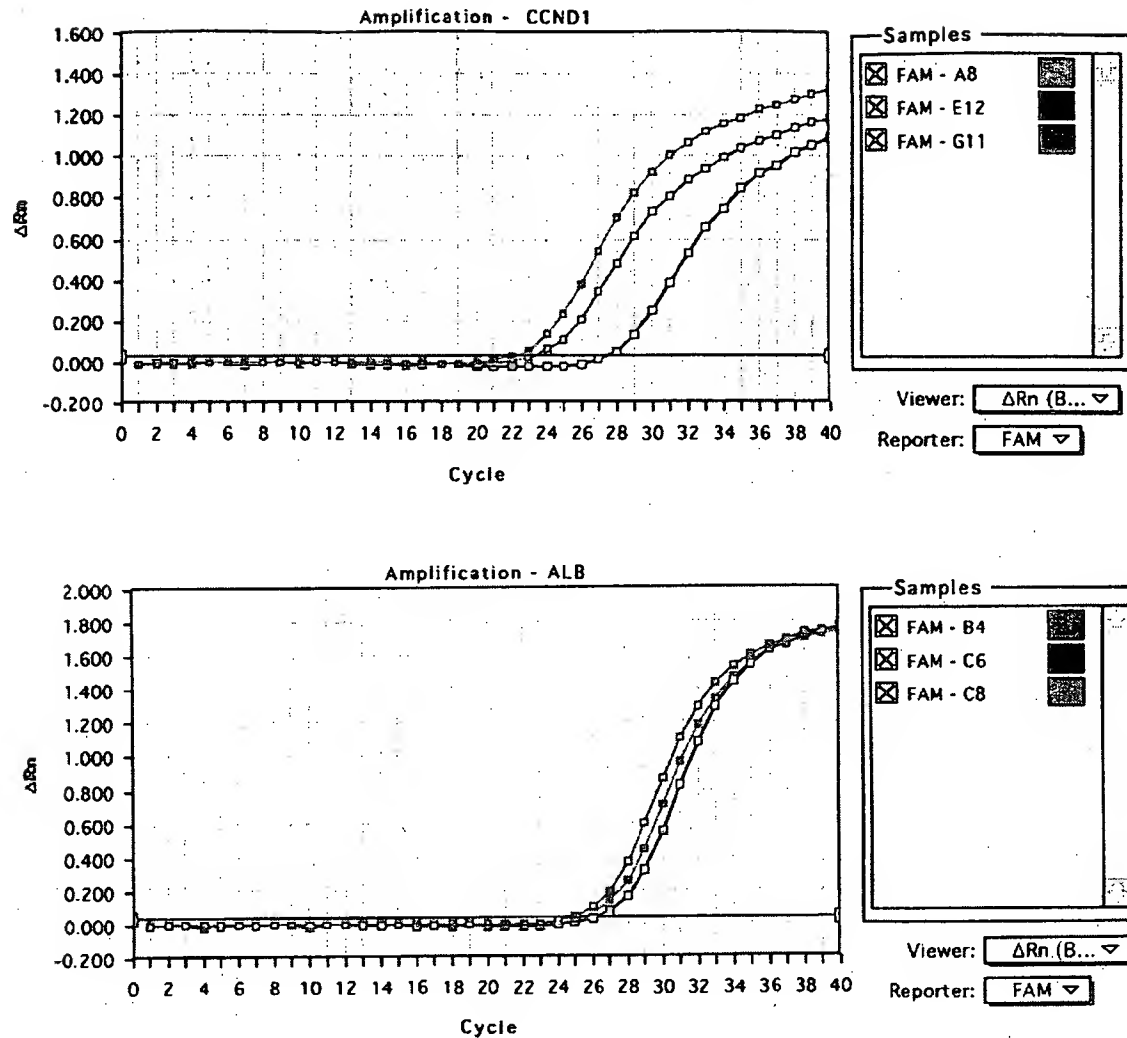 Amplification - CCND1
1.600
1.400
1.200
1.000
0.800
0.600
0.400
0.200
0.000
-0.200
ΔRn
0 2 4 6 8 10 12 14 16 18 20 22 24 26 28 30 32 34 36 38 40
Cycle
Samples
FAM - A8
FAM - E12
FAM - G11
Viewer: ΔRn (B...
Reporter: FAM
Amplification - ALB
2.000
1.800
1.600
1.400
1.200
1.000
0.800
0.600
0.400
0.200
0.000
-0.200
ΔRn
0 2 4 6 8 10 12 14 16 18 20 22 24 26 28 30 32 34 36 38 40
Cycle
Samples
FAM - B4
FAM - C6
FAM - C8
Viewer: ΔRn (B...
Reporter: FAM